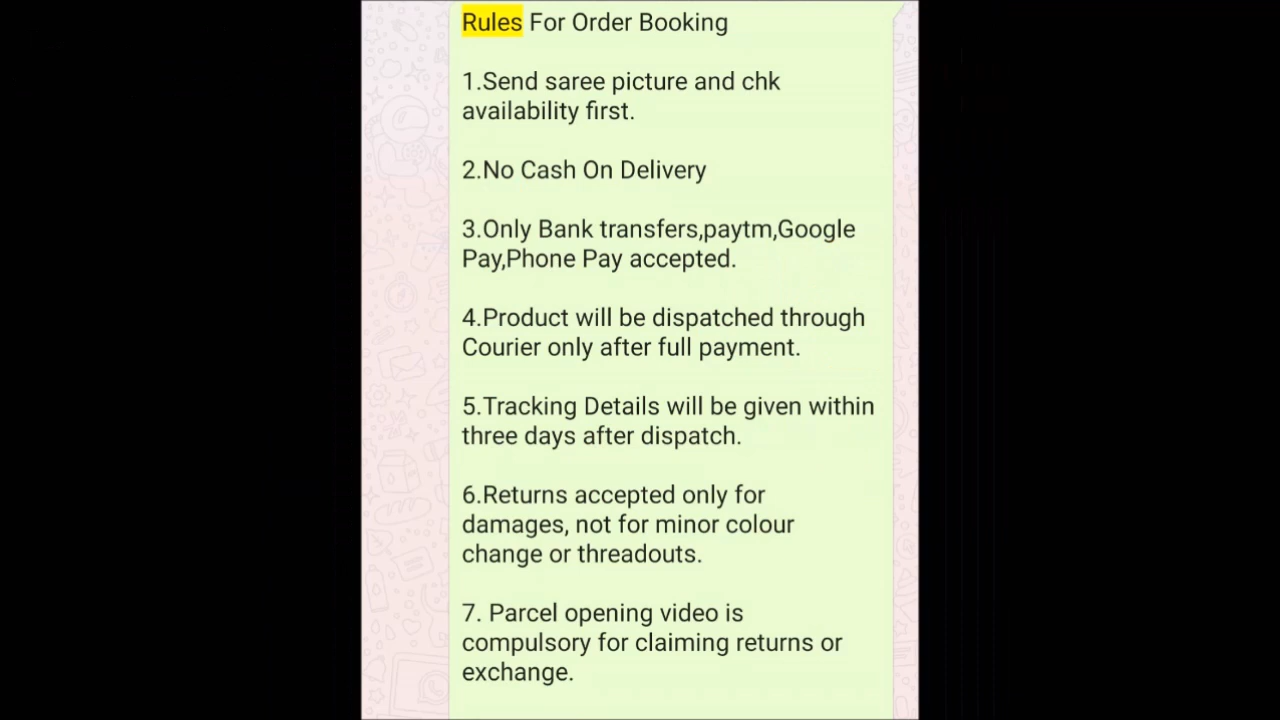 Rules For Order Booking
1.Send saree picture and chk
availability first.
2.No Cash On Delivery
3.Only Bank transfers,paytm,Google
Pay,Phone Pay accepted.
4.Product will be dispatched through
Courier only after full payment.
5.Tracking Details will be given within
three days after dispatch.
6.Returns accepted only for
damages, not for minor colour
change or threadouts.
7. Parcel opening video is
compulsory for claiming returns or
exchange.